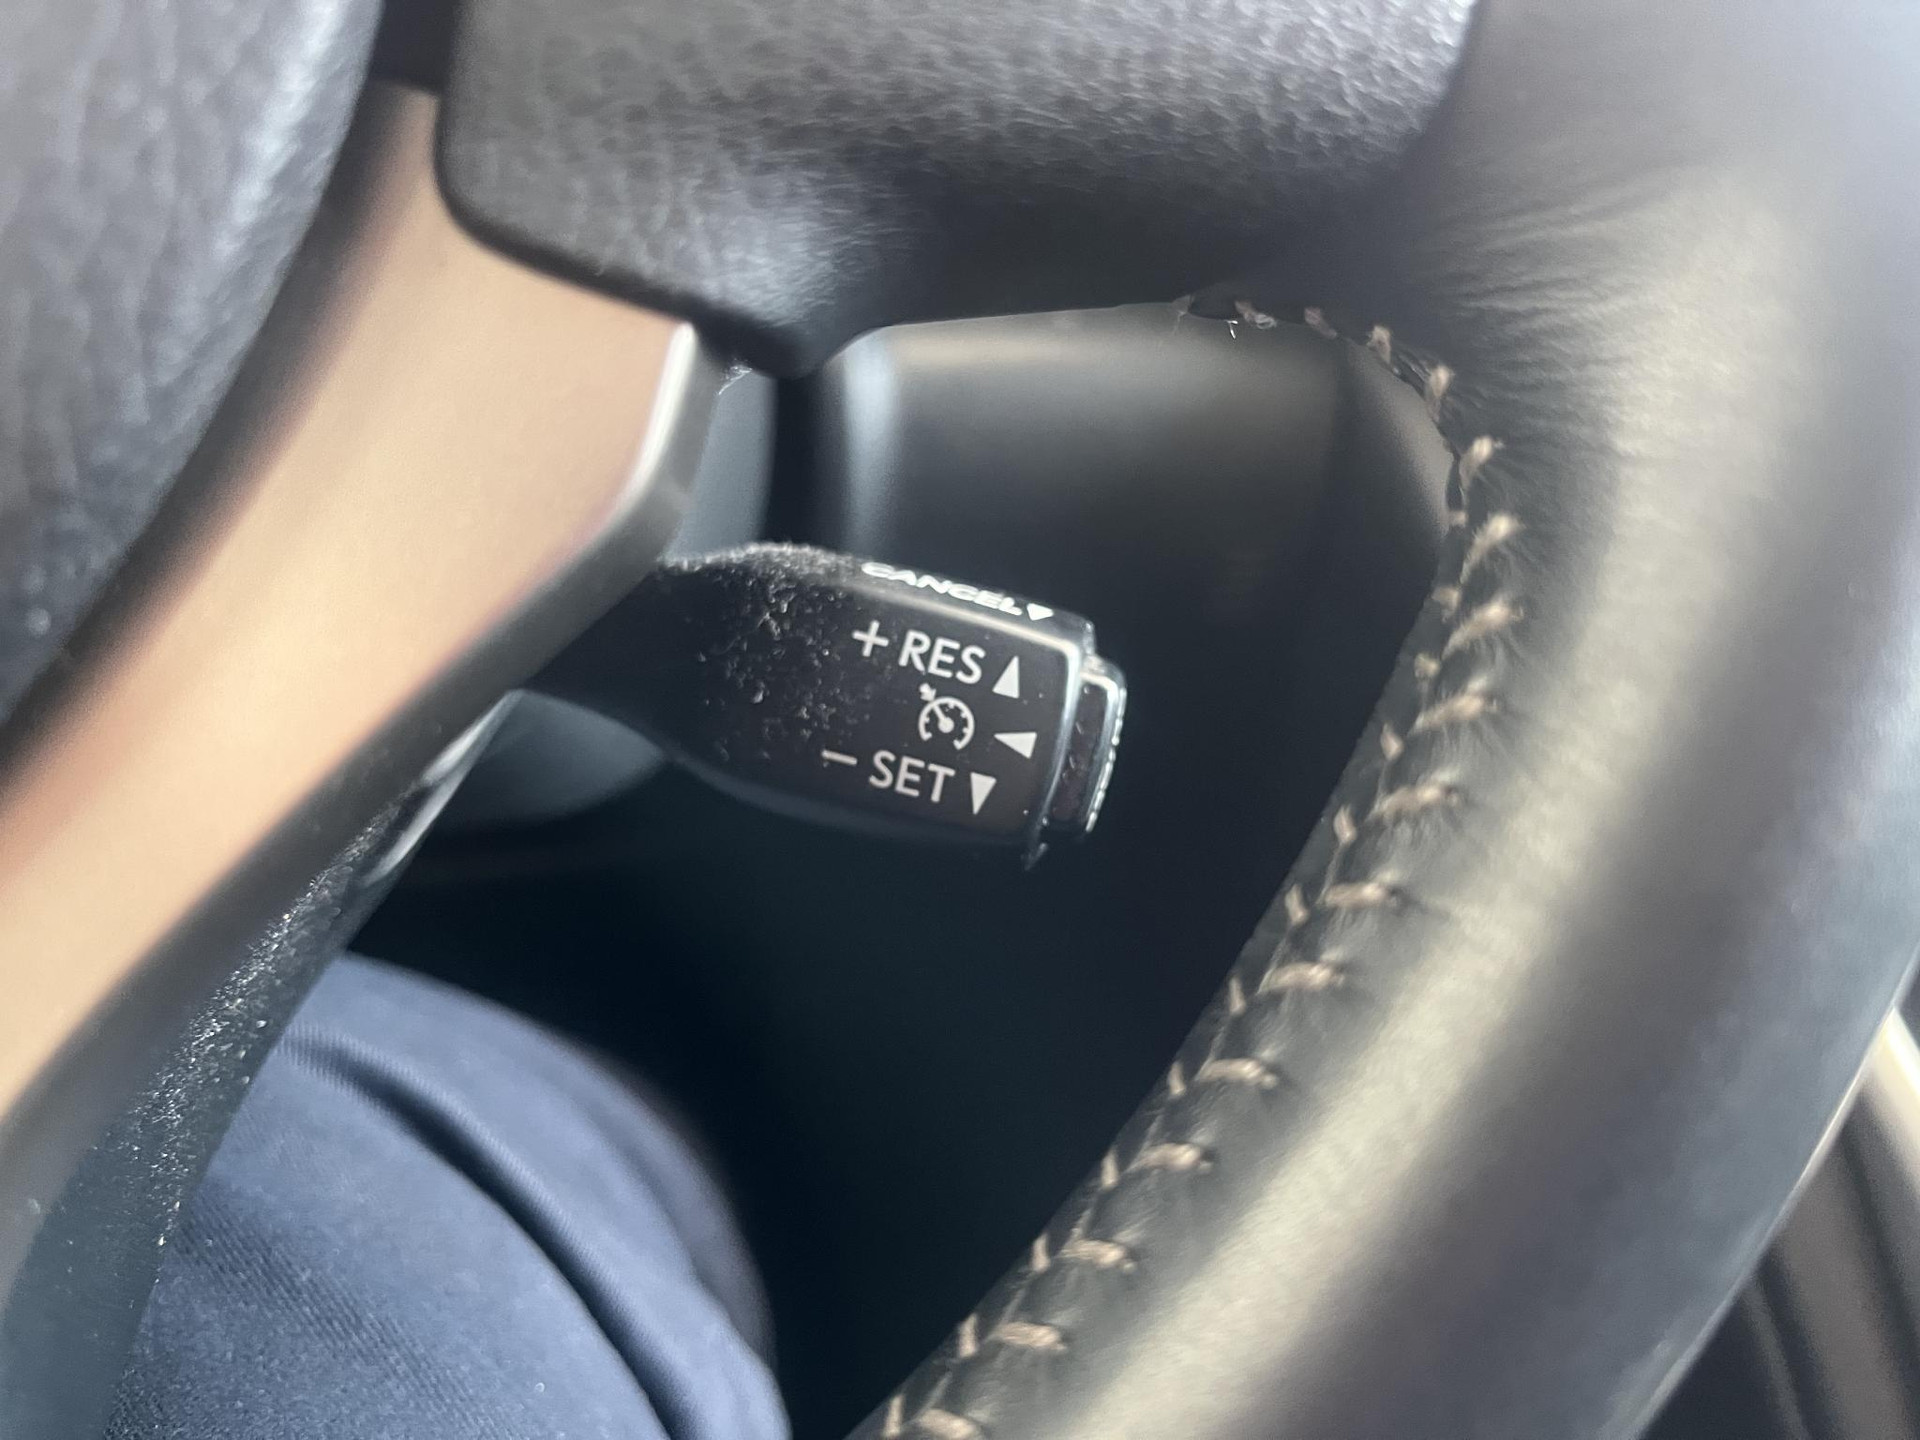 CANCEL▼
+ RES▲
− SET▼